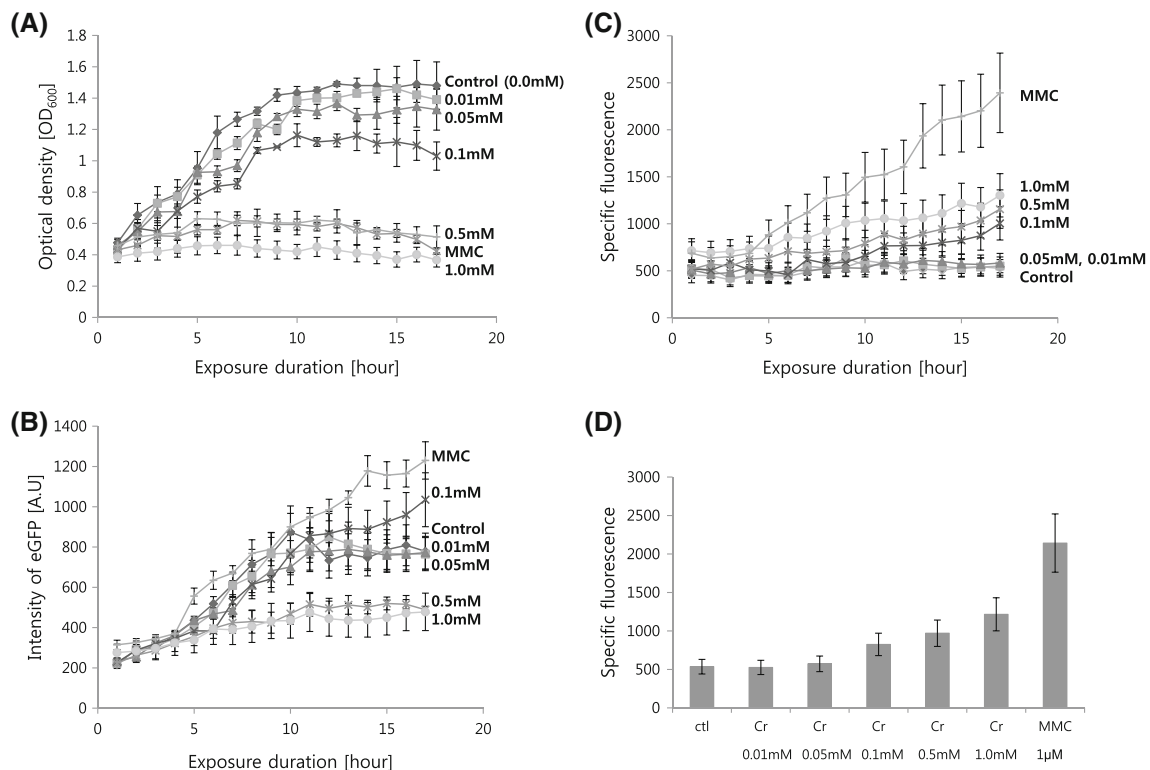 (A)
1.8
1.6
1.4
1.2
1
0.8
0.6
0.4
0.2
0
Optical density [OD600]
Control (0.0mM)
0.01mM
0.05mM
0.1mM
0.5mM
MMC
1.0mM
0 5 10 15 20
Exposure duration [hour]
(B)
1400
1200
1000
800
600
400
200
0
Intensity of eGFP [A.U]
MMC
0.1mM
Control
0.01mM
0.05mM
0.5mM
1.0mM
0 5 10 15 20
Exposure duration [hour]
(C)
3000
2500
2000
1500
1000
500
0
Specific fluorescence
MMC
1.0mM
0.5mM
0.1mM
0.05mM, 0.01mM
Control
0 5 10 15 20
Exposure duration [hour]
(D)
3000
2500
2000
1500
1000
500
0
Specific fluorescence
ctl Cr Cr Cr Cr Cr MMC
0.01mM 0.05mM 0.1mM 0.5mM 1.0mM 1μM